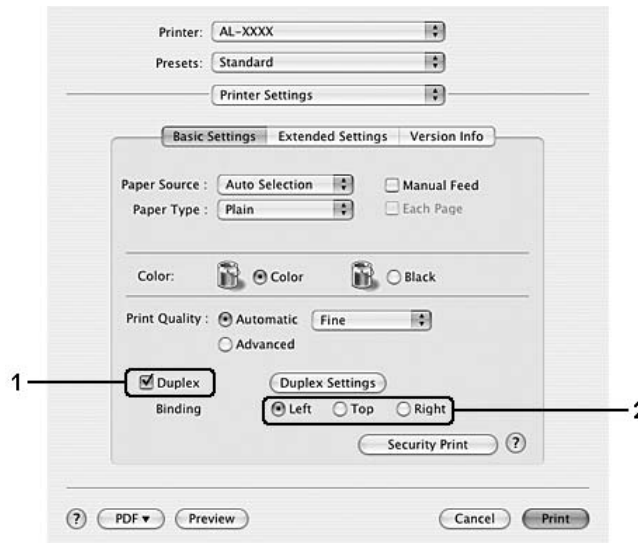 Printer: AL-XXXX
Presets: Standard
Printer Settings
Basic Settings Extended Settings Version Info
Paper Source : Auto Selection Manual Feed
Paper Type : Plain Each Page
Color: Color Black
Print Quality : Automatic Fine
Advanced
1 Duplex Duplex Settings
Binding Left Top Right 2
Security Print ?
? PDF Preview Cancel Print